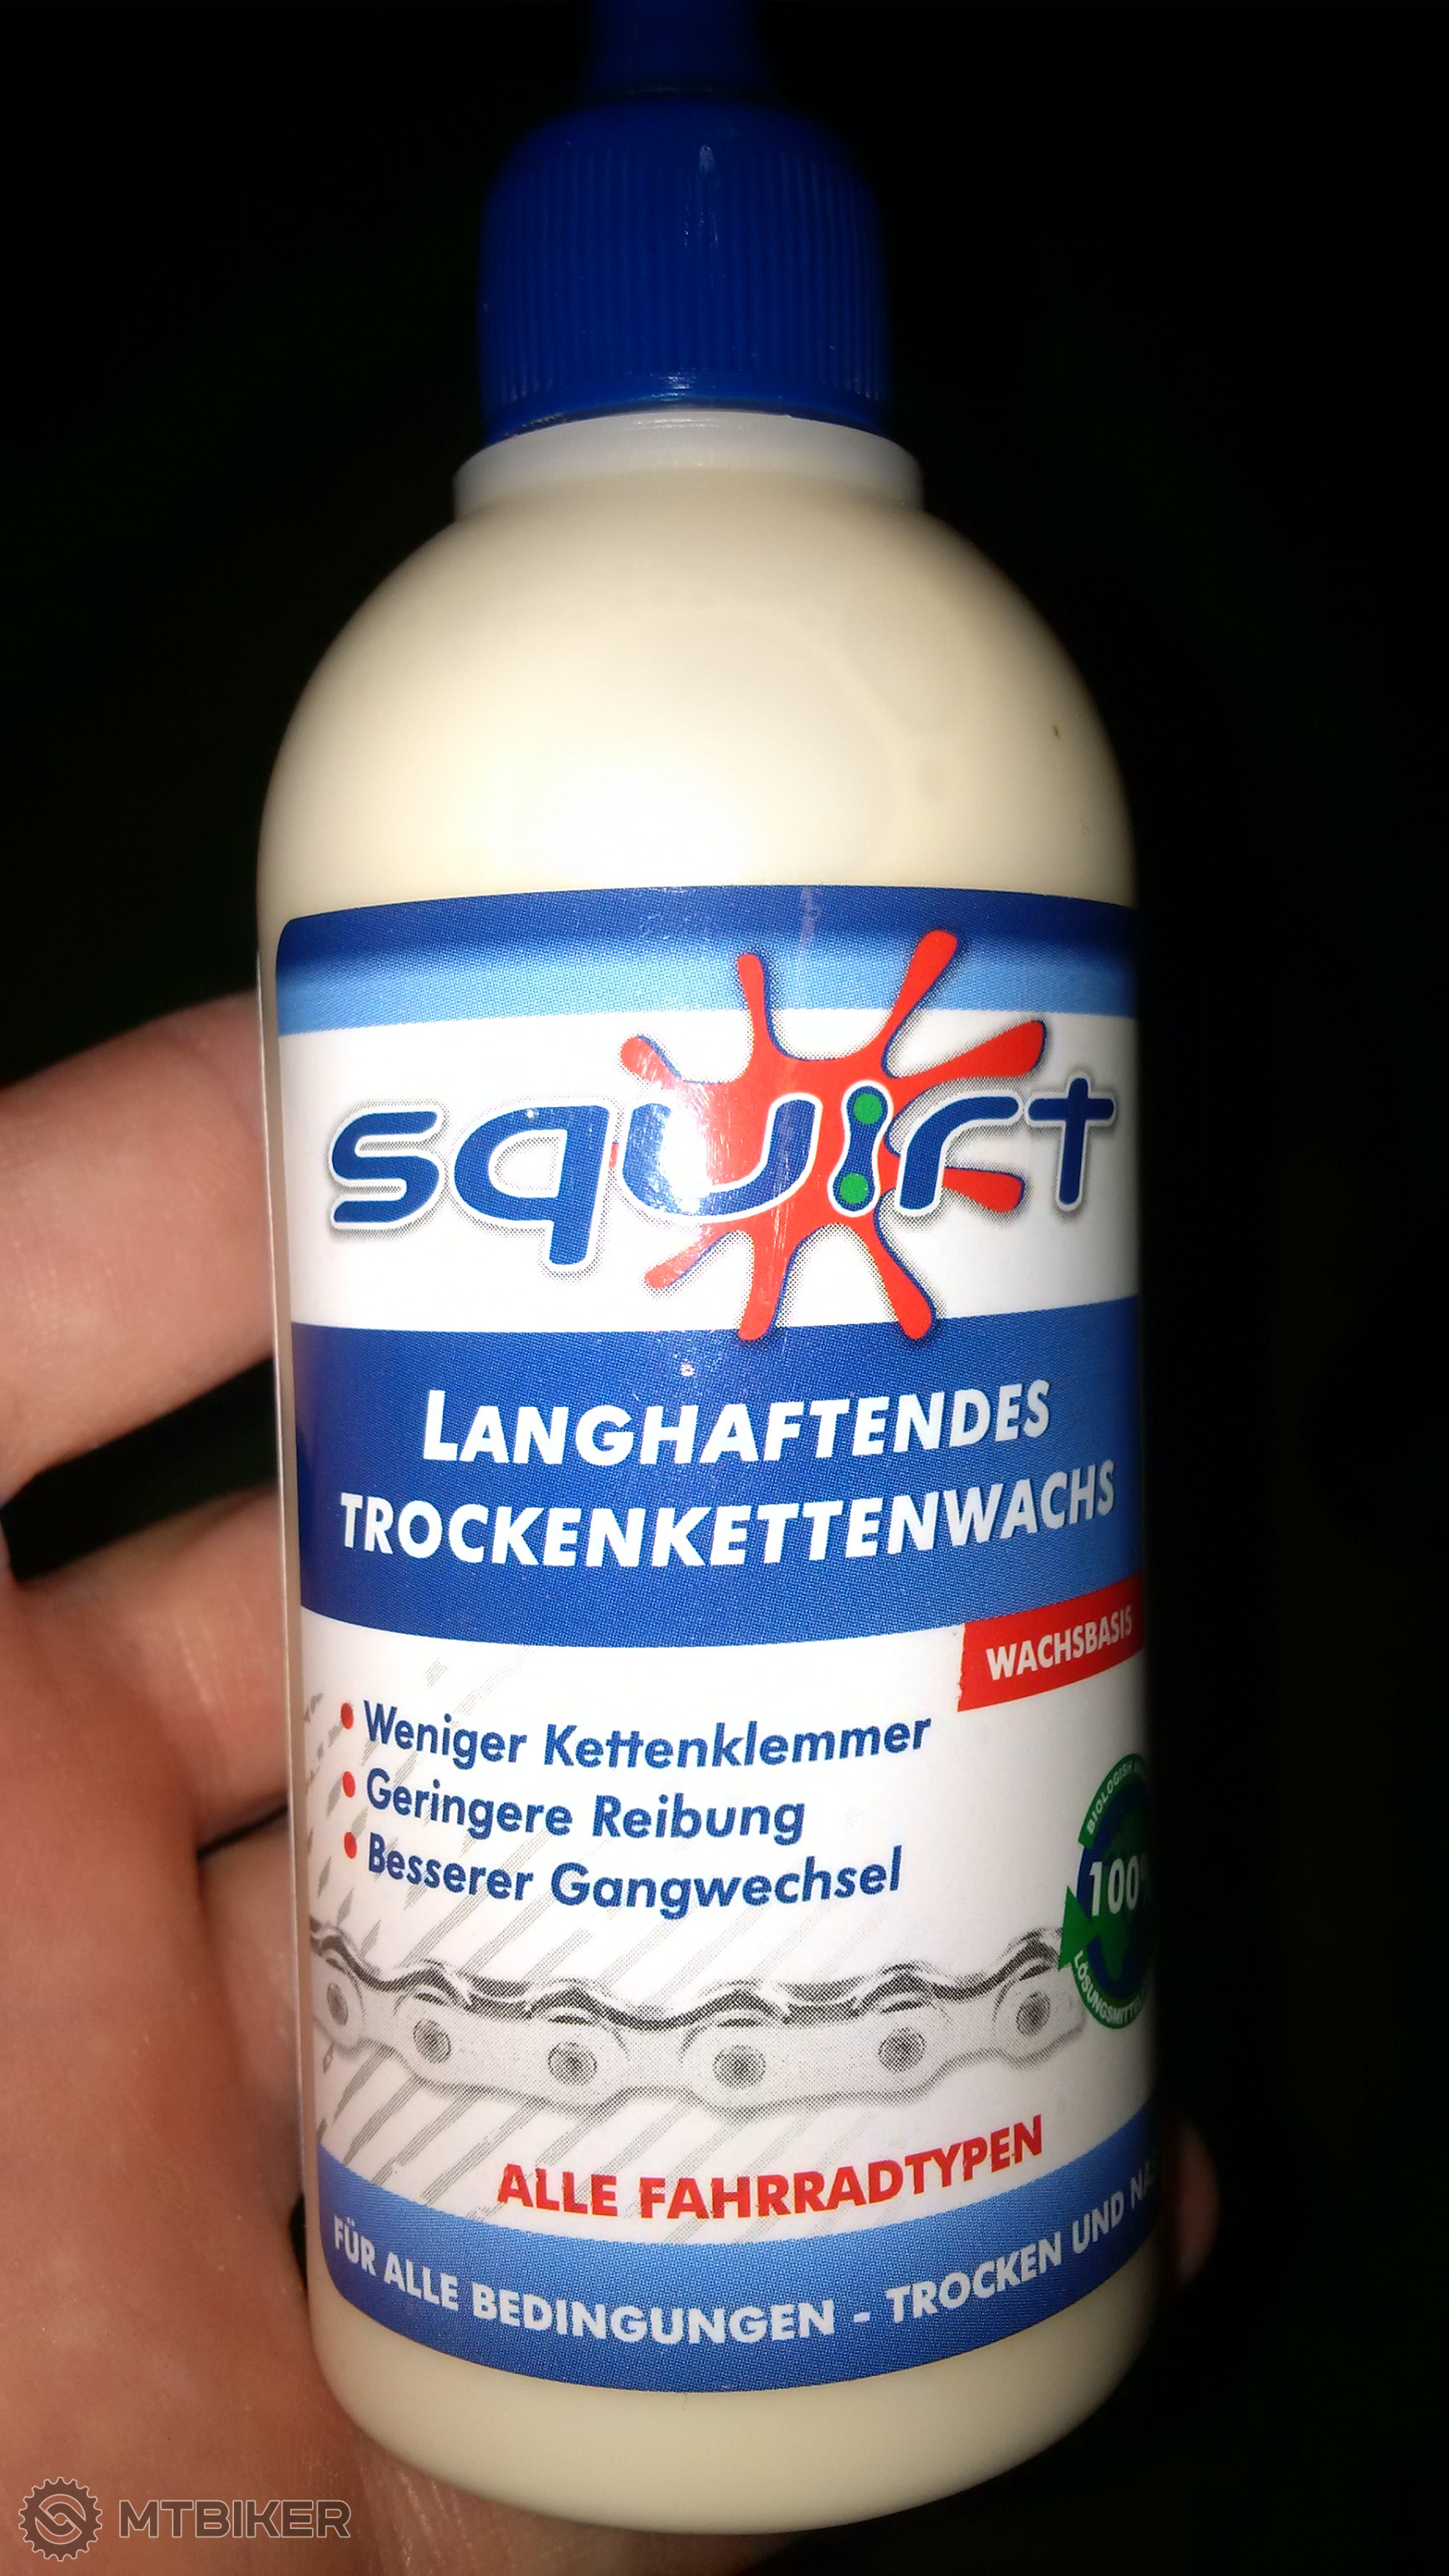 squirt
LANGHAFTENDES
TROCKENKETTENWACHS
WACHSBASIS
• Weniger Kettenklemmer
• Geringere Reibung
• Besserer Gangwechsel
BIOLOGISH
100%
ALLE FAHRRADTYPEN
FÜR ALLE BEDINGUNGEN - TROCKEN UND
MTBIKER